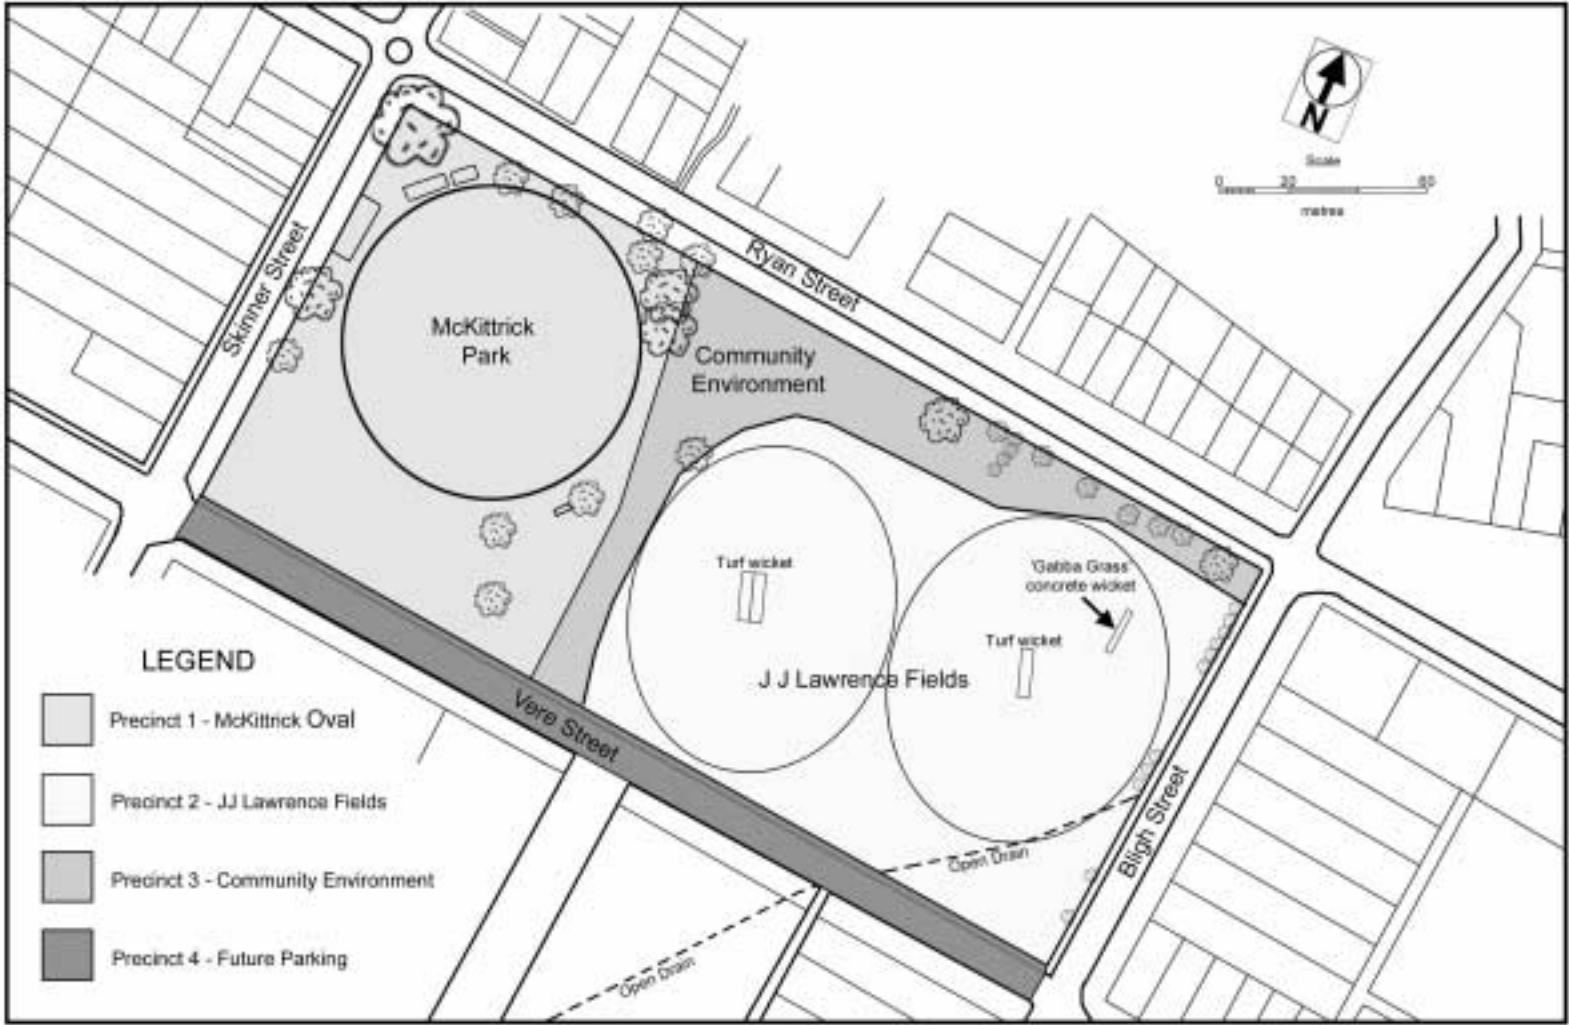 N
Scale
0 30 60
metres
Ryan Street
Skinner Street
McKittrick
Park
Community
Environment
Turf wicket
'Gabba Grass'
concrete wicket
Turf wicket
J J Lawrence Fields
Vere Street
Bligh Street
Open Drain
Open Drain
LEGEND
Precinct 1 - McKittrick Oval
Precinct 2 - JJ Lawrence Fields
Precinct 3 - Community Environment
Precinct 4 - Future Parking